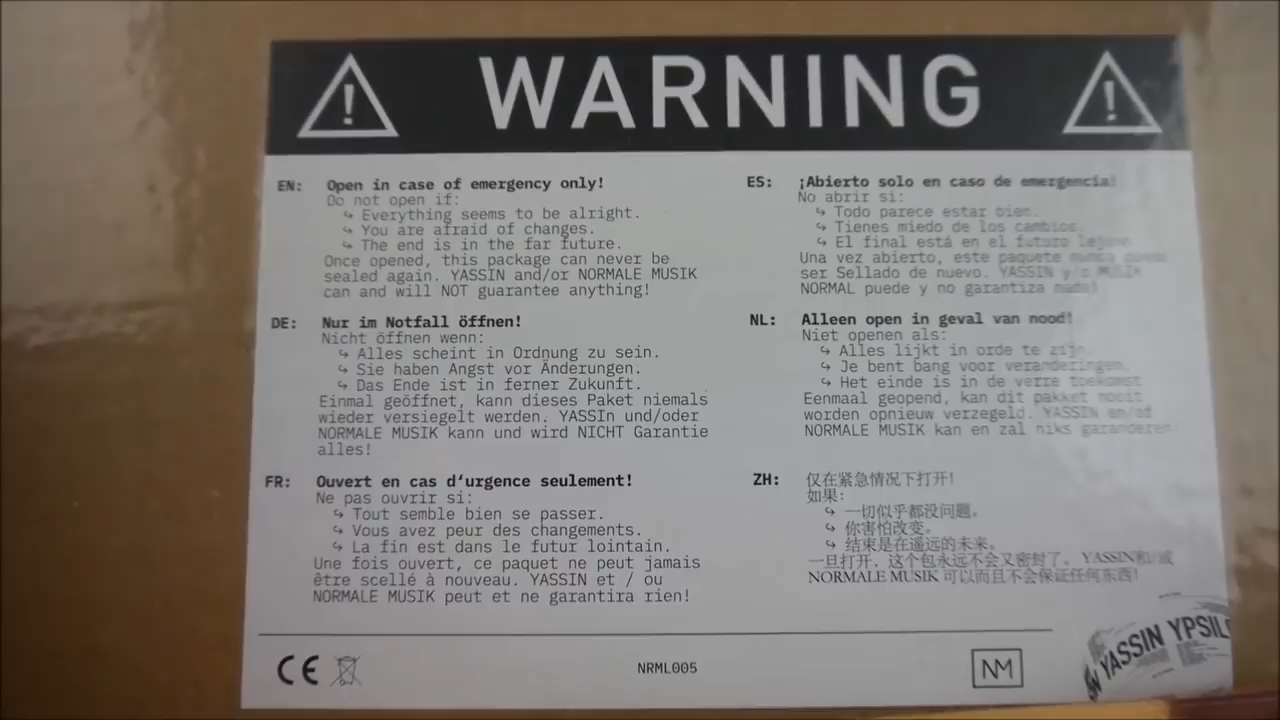 WARNING
EN: Open in case of emergency only!
Do not open if:
↪ Everything seems to be alright.
↪ You are afraid of changes.
↪ The end is in the far future.
Once opened, this package can never be
sealed again. YASSIN and/or NORMALE MUSIK
can and will NOT guarantee anything!
DE: Nur im Notfall öffnen!
Nicht öffnen wenn:
↪ Alles scheint in Ordnung zu sein.
↪ Sie haben Angst vor Änderungen.
↪ Das Ende ist in ferner Zukunft.
Einmal geöffnet, kann dieses Paket niemals
wieder versiegelt werden. YASSIn und/oder
NORMALE MUSIK kann und wird NICHT Garantie
alles!
FR: Ouvert en cas d‘urgence seulement!
Ne pas ouvrir si:
↪ Tout semble bien se passer.
↪ Vous avez peur des changements.
↪ La fin est dans le futur lointain.
Une fois ouvert, ce paquet ne peut jamais
être scellé à nouveau. YASSIN et / ou
NORMALE MUSIK peut et ne garantira rien!
ES: ¡Abierto solo en caso de emergencia!
No abrir si:
↪ Todo parece estar bien.
↪ Tienes miedo de los cambios.
↪ El final está en el futuro lejano.
Una vez abierto, este paquete nunca puede
ser Sellado de nuevo. YASSIN y/o MUSIK
NORMAL puede y no garantiza nada!
NL: Alleen open in geval van nood!
Niet openen als:
↪ Alles lijkt in orde te zijn.
↪ Je bent bang voor veranderingen.
↪ Het einde is in de verre toekomst
Eenmaal geopend, kan dit pakket nooit
worden opnieuw verzegeld. YASSIN en/of
NORMALE MUSIK kan en zal niks garanderen
ZH: 仅在紧急情况下打开!
如果:
↪ 一切似乎都没问题。
↪ 你害怕改变。
↪ 结束是在遥远的未来。
一旦打开，这个包永远不会又密封了。 YASSIN和/或
NORMALE MUSIK 可以而且不会保证任何东西!
CE
NRML005
NM
YASSIN YPSIL